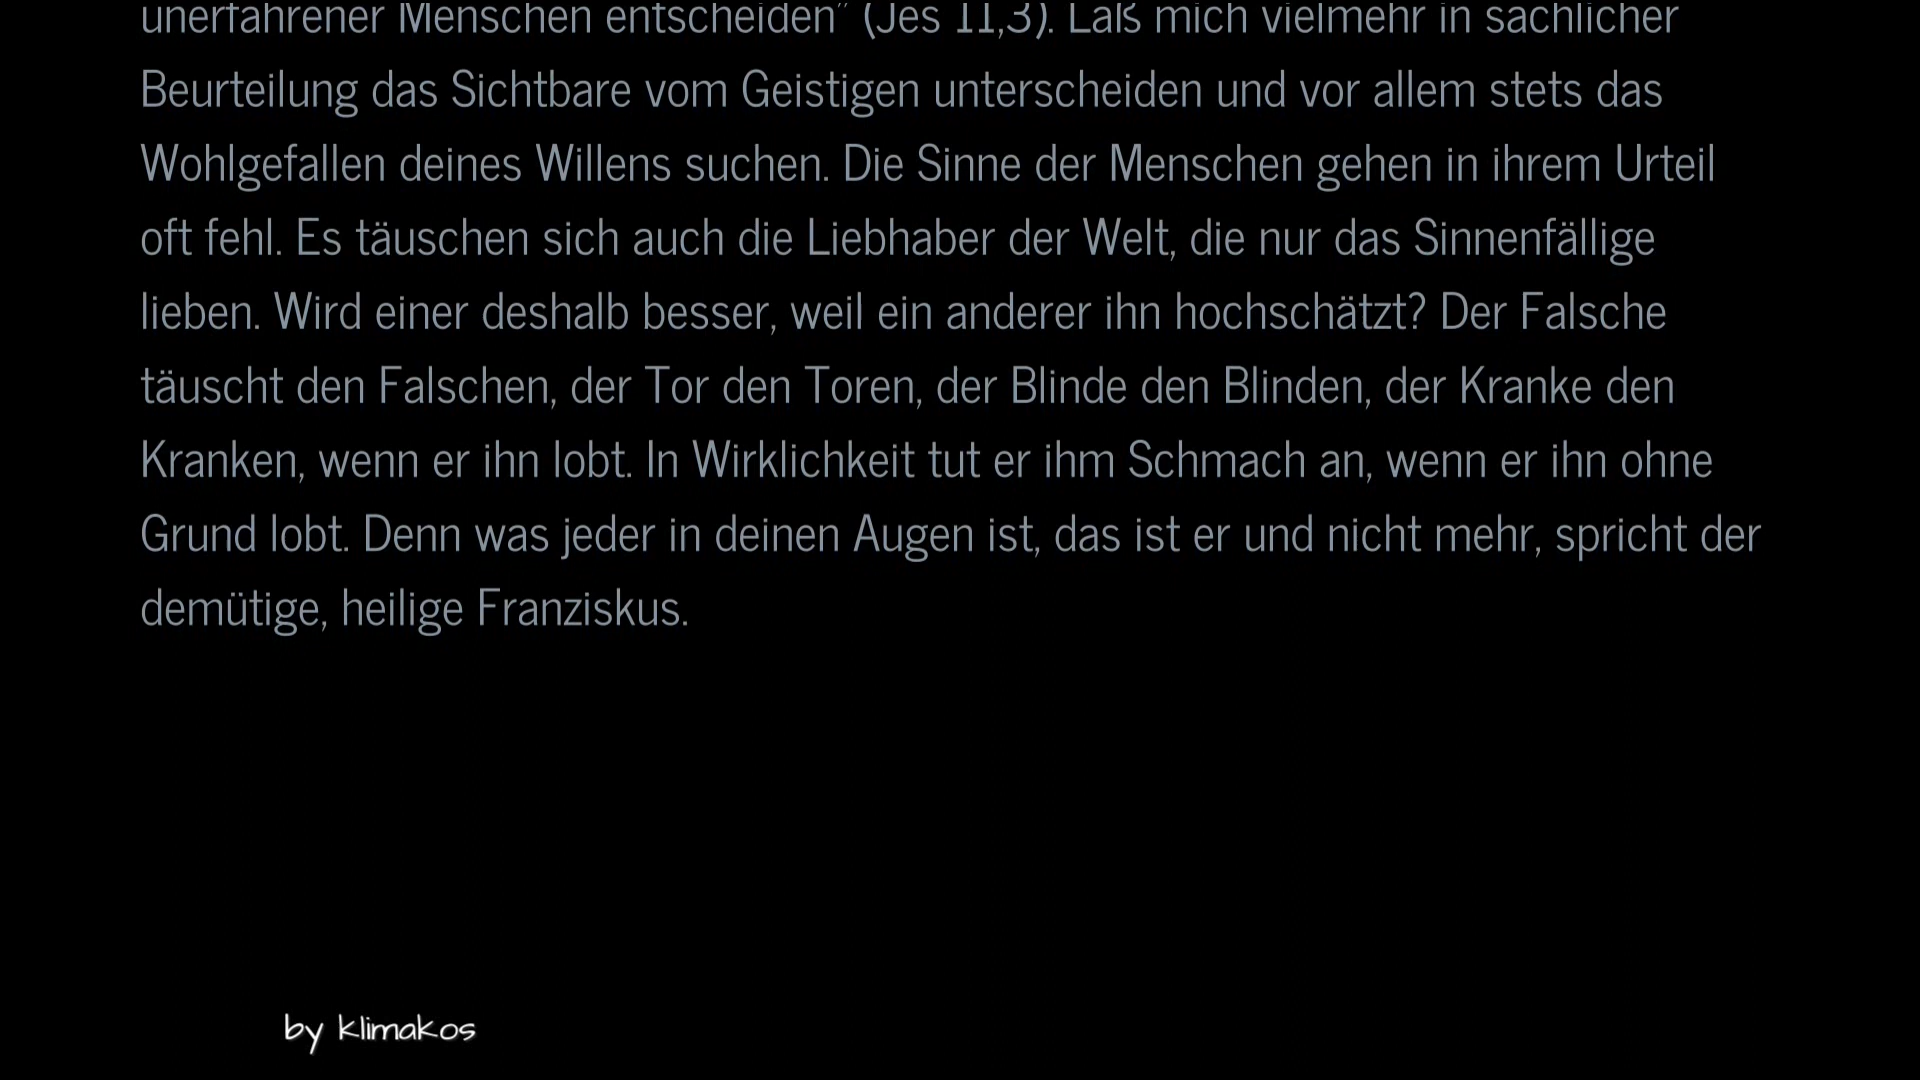 unerfahrener Menschen entscheiden" (Jes 11,3). Laß mich vielmehr in sachlicher
Beurteilung das Sichtbare vom Geistigen unterscheiden und vor allem stets das
Wohlgefallen deines Willens suchen. Die Sinne der Menschen gehen in ihrem Urteil
oft fehl. Es täuschen sich auch die Liebhaber der Welt, die nur das Sinnenfällige
lieben. Wird einer deshalb besser, weil ein anderer ihn hochschätzt? Der Falsche
täuscht den Falschen, der Tor den Toren, der Blinde den Blinden, der Kranke den
Kranken, wenn er ihn lobt. In Wirklichkeit tut er ihm Schmach an, wenn er ihn ohne
Grund lobt. Denn was jeder in deinen Augen ist, das ist er und nicht mehr, spricht der
demütige, heilige Franziskus.
by klimakos